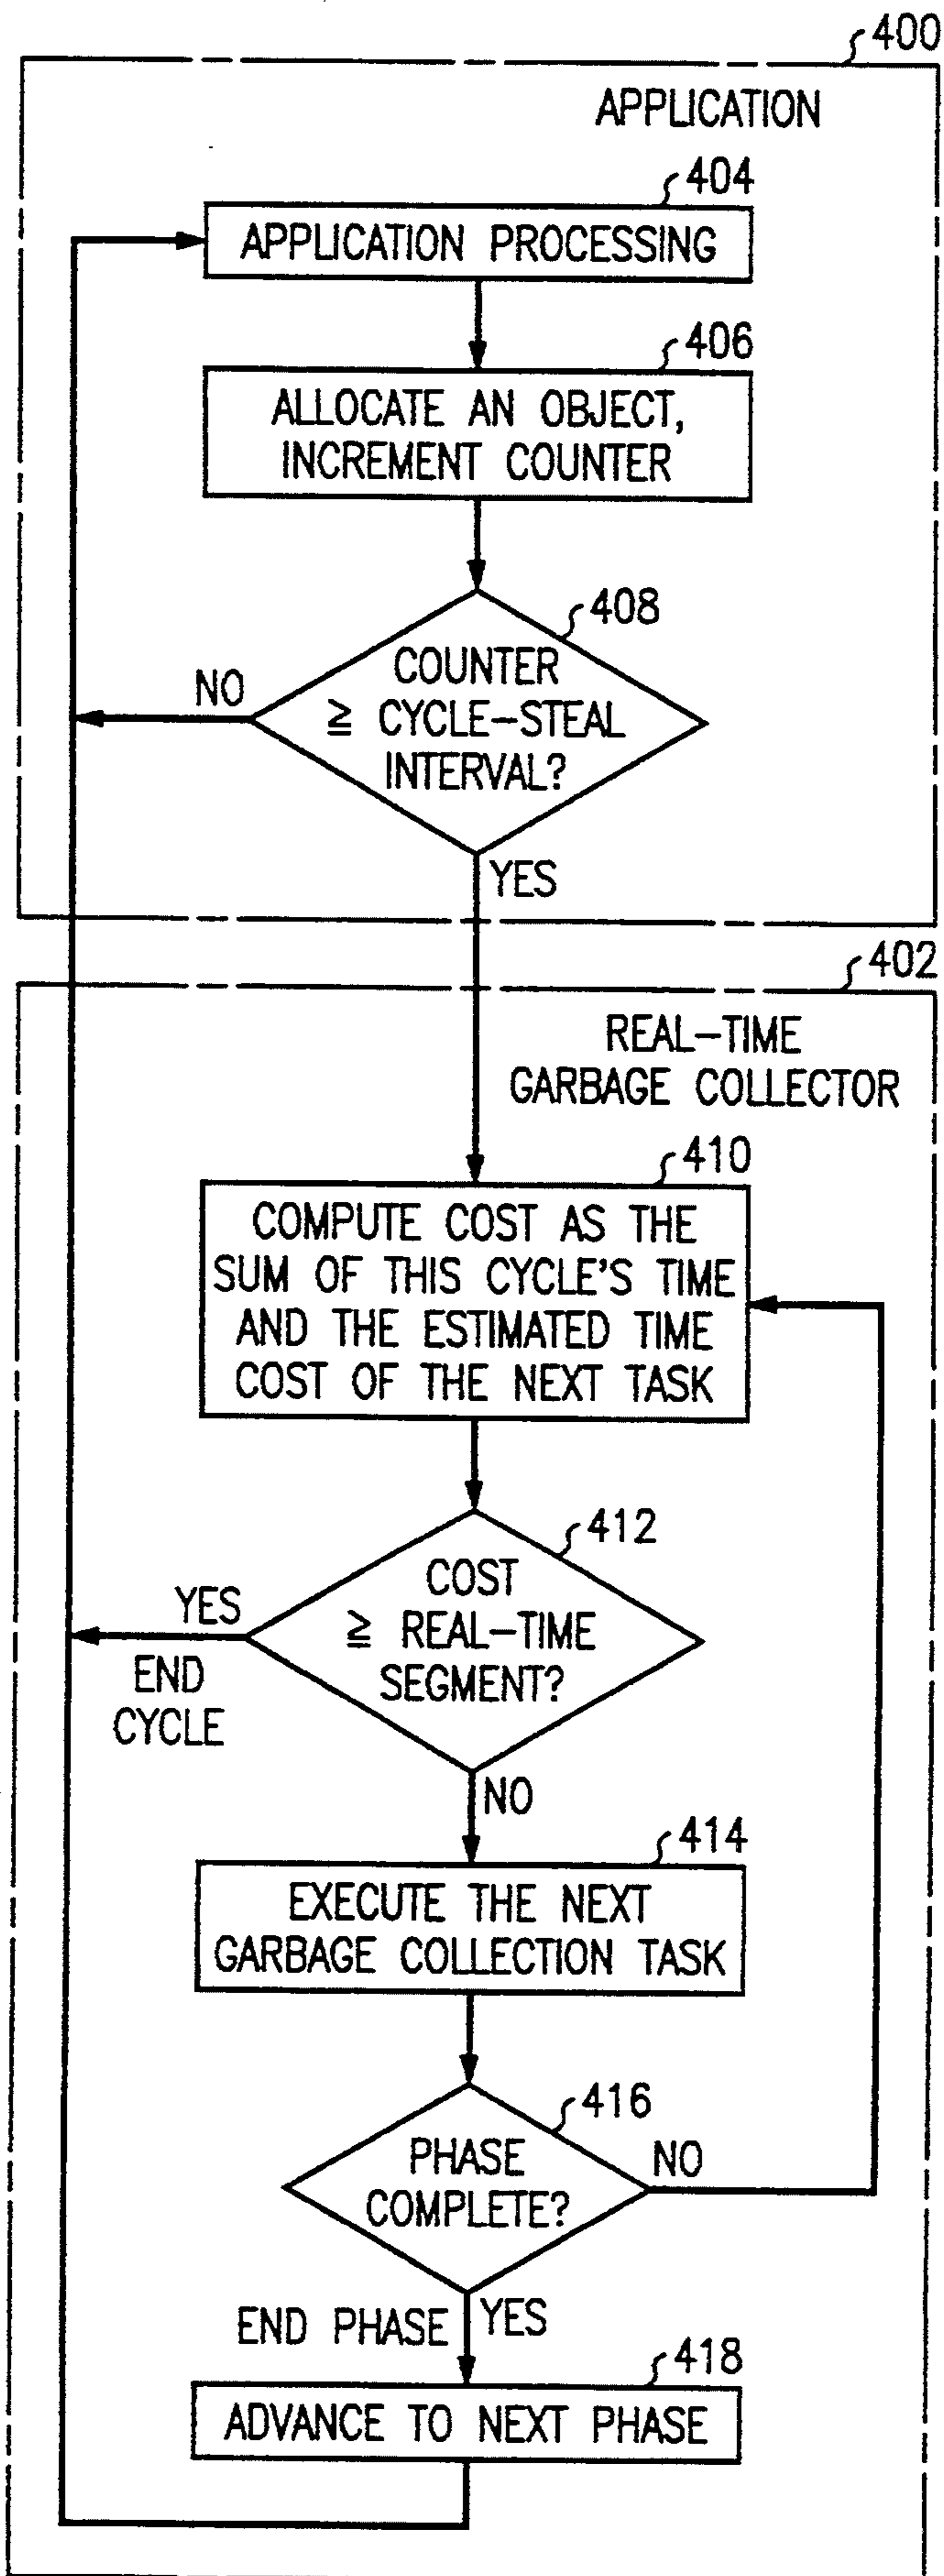 400
APPLICATION
404
APPLICATION PROCESSING
406
ALLOCATE AN OBJECT,
INCREMENT COUNTER
408
COUNTER
≧ CYCLE-STEAL
INTERVAL?
NO
YES
402
REAL-TIME
GARBAGE COLLECTOR
410
COMPUTE COST AS THE
SUM OF THIS CYCLE'S TIME
AND THE ESTIMATED TIME
COST OF THE NEXT TASK
412
COST
≧ REAL-TIME
SEGMENT?
YES
END
CYCLE
NO
414
EXECUTE THE NEXT
GARBAGE COLLECTION TASK
416
PHASE
COMPLETE?
NO
END PHASE
YES
418
ADVANCE TO NEXT PHASE